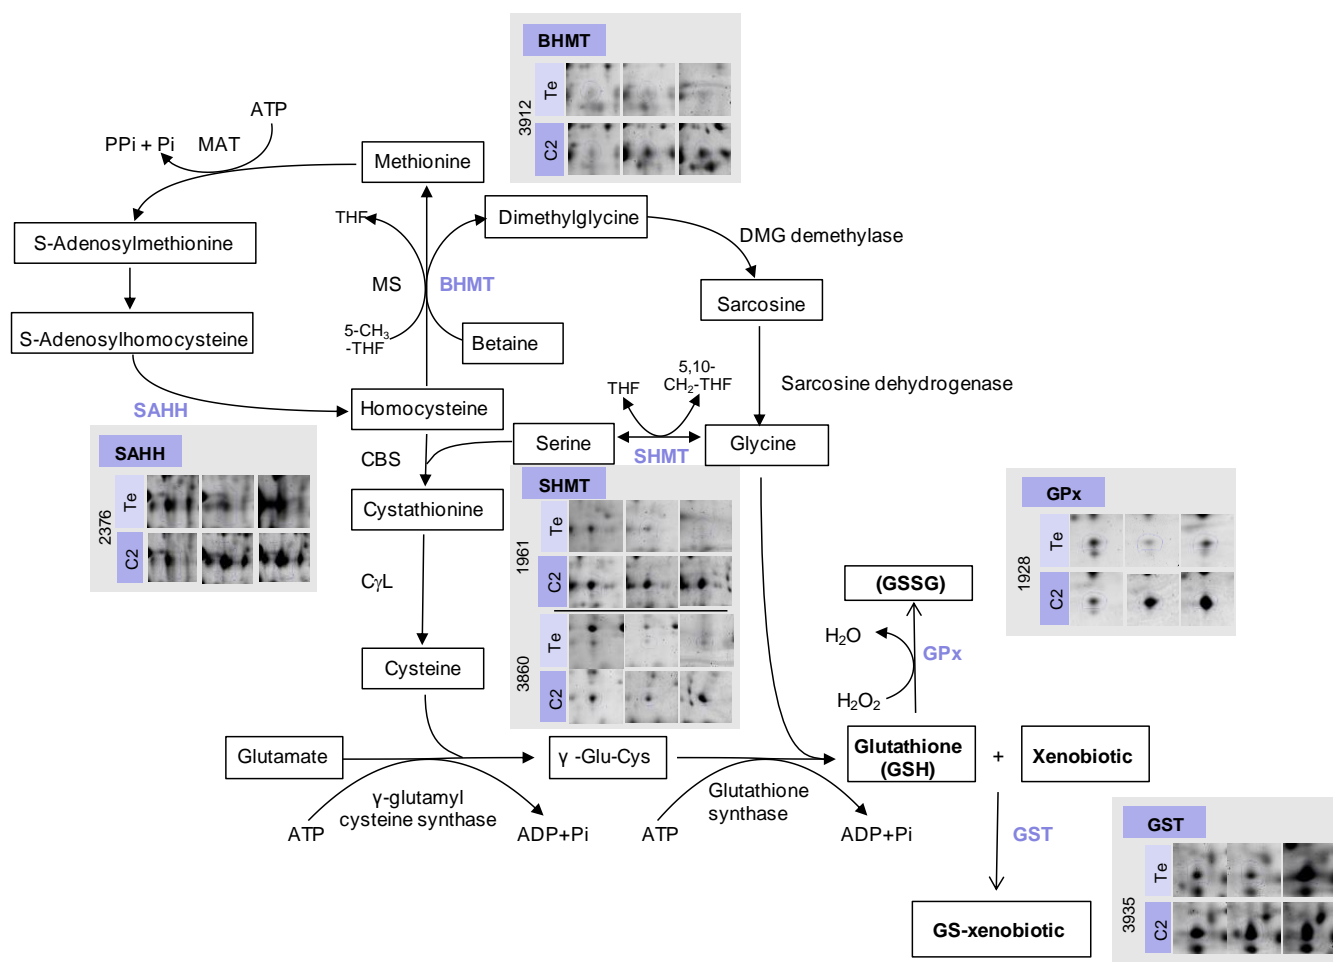 BHMT
3912
Te
C2
ATP
PPi + Pi
MAT
Methionine
S-Adenosylmethionine
THF
Dimethylglycine
DMG demethylase
MS
BHMT
Sarcosine
S-Adenosylhomocysteine
5-CH₃
-THF
Betaine
SAHH
Homocysteine
THF
5,10-
CH₂-THF
Sarcosine dehydrogenase
Serine
SHMT
Glycine
CBS
SAHH
2376
Te
C2
Cystathionine
SHMT
1961
Te
C2
3860
Te
C2
GPx
1928
Te
C2
CγL
(GSSG)
H₂O
GPx
H₂O₂
Cysteine
Glutamate
γ -Glu-Cys
Glutathione
(GSH)
+
Xenobiotic
γ-glutamyl
cysteine synthase
ATP
ADP+Pi
Glutathione
synthase
ATP
ADP+Pi
GST
GST
3935
Te
C2
GS-xenobiotic